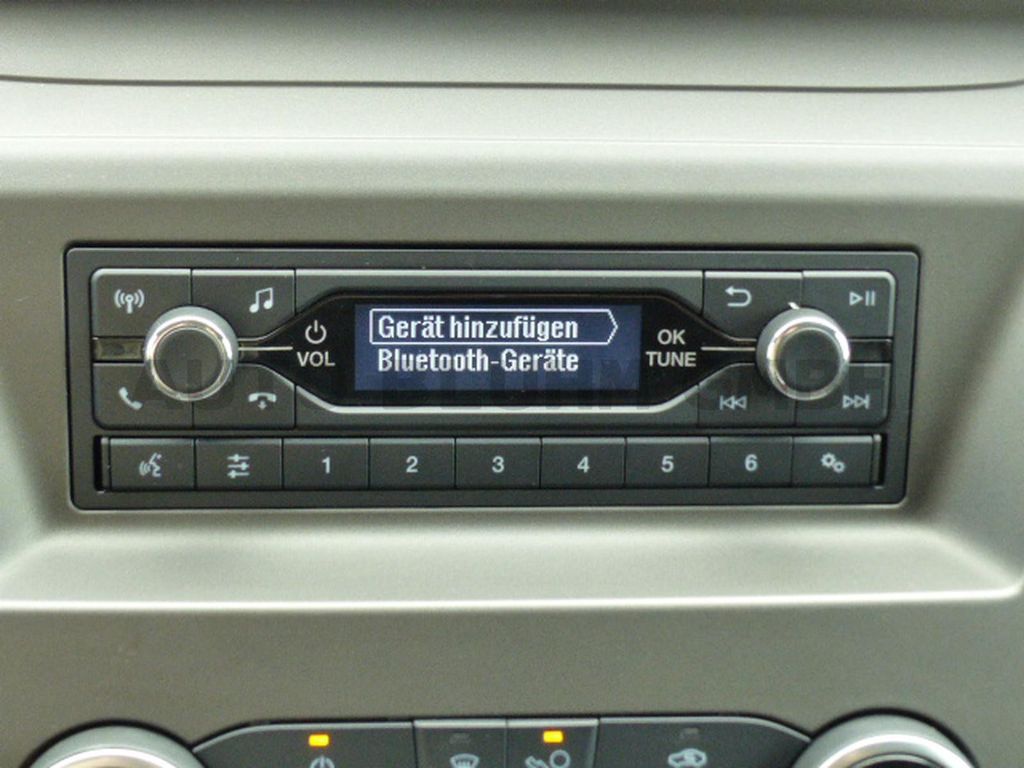 Gerät hinzufügen
Bluetooth-Geräte
VOL
OK
TUNE
1 2 3 4 5 6